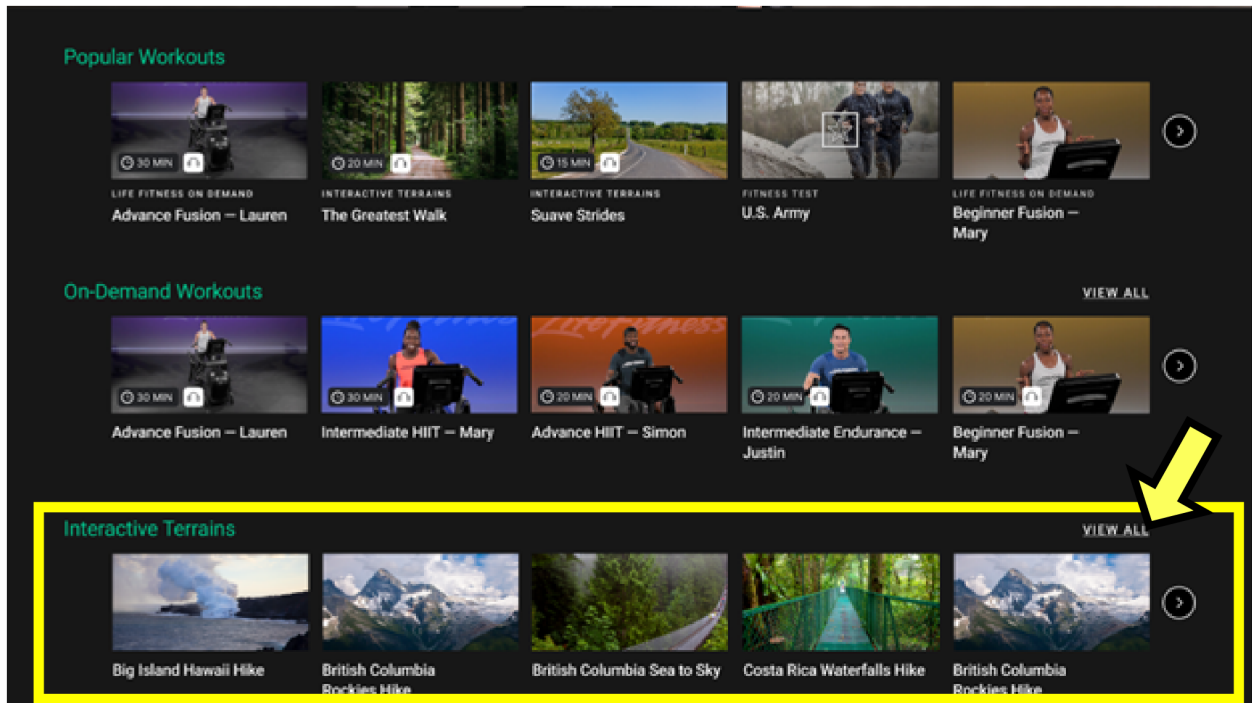 Popular Workouts
30 MIN
20 MIN
15 MIN
LIFE FITNESS ON DEMAND
INTERACTIVE TERRAINS
INTERACTIVE TERRAINS
FITNESS TEST
LIFE FITNESS ON DEMAND
Advance Fusion — Lauren
The Greatest Walk
Suave Strides
U.S. Army
Beginner Fusion —
Mary
On-Demand Workouts
VIEW ALL
Life Fitness
30 MIN
30 MIN
20 MIN
20 MIN
20 MIN
Advance Fusion — Lauren
Intermediate HIIT — Mary
Advance HIIT — Simon
Intermediate Endurance —
Justin
Beginner Fusion —
Mary
Interactive Terrains
VIEW ALL
Big Island Hawaii Hike
British Columbia
Rockies Hike
British Columbia Sea to Sky
Costa Rica Waterfalls Hike
British Columbia
Rockies Hike